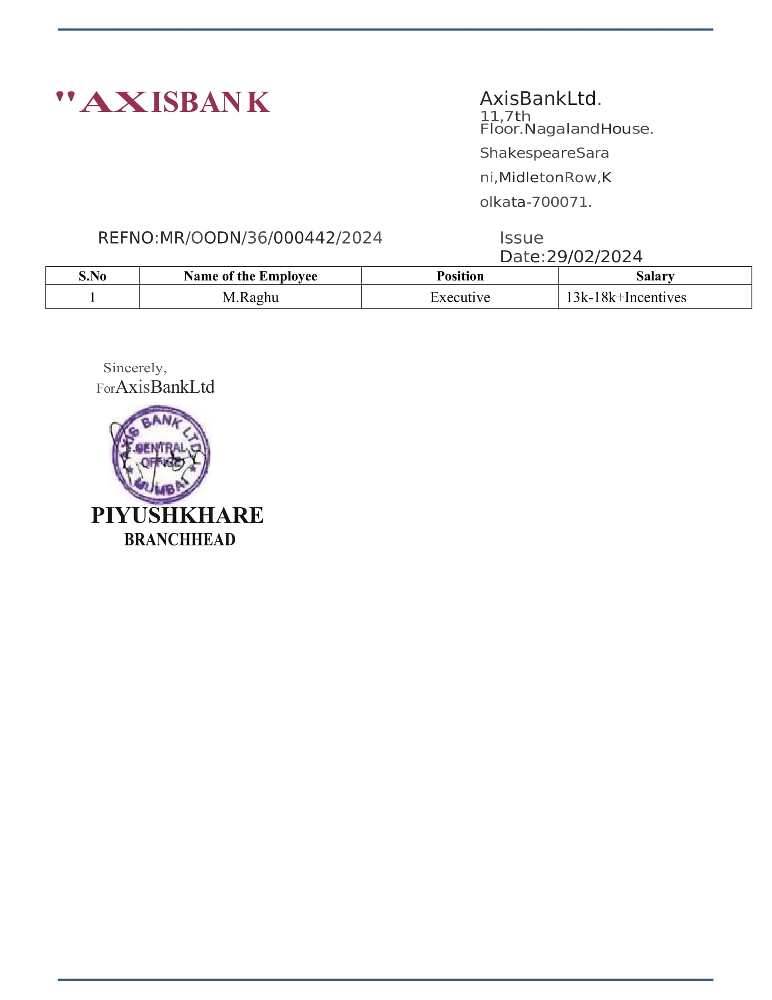 "AXISBANK
AxisBankLtd.
11,7th
Floor.NagalandHouse.
ShakespeareSara
ni,MidletonRow,K
olkata-700071.
REFNO:MR/OODN/36/000442/2024
Issue
Date:29/02/2024
S.No Name of the Employee Position Salary
1 M.Raghu Executive 13k-18k+Incentives
Sincerely,
ForAxisBankLtd
AXIS BANK LTD
CENTRAL
OFFICE
MUMBAI
PIYUSHKHARE
BRANCHHEAD